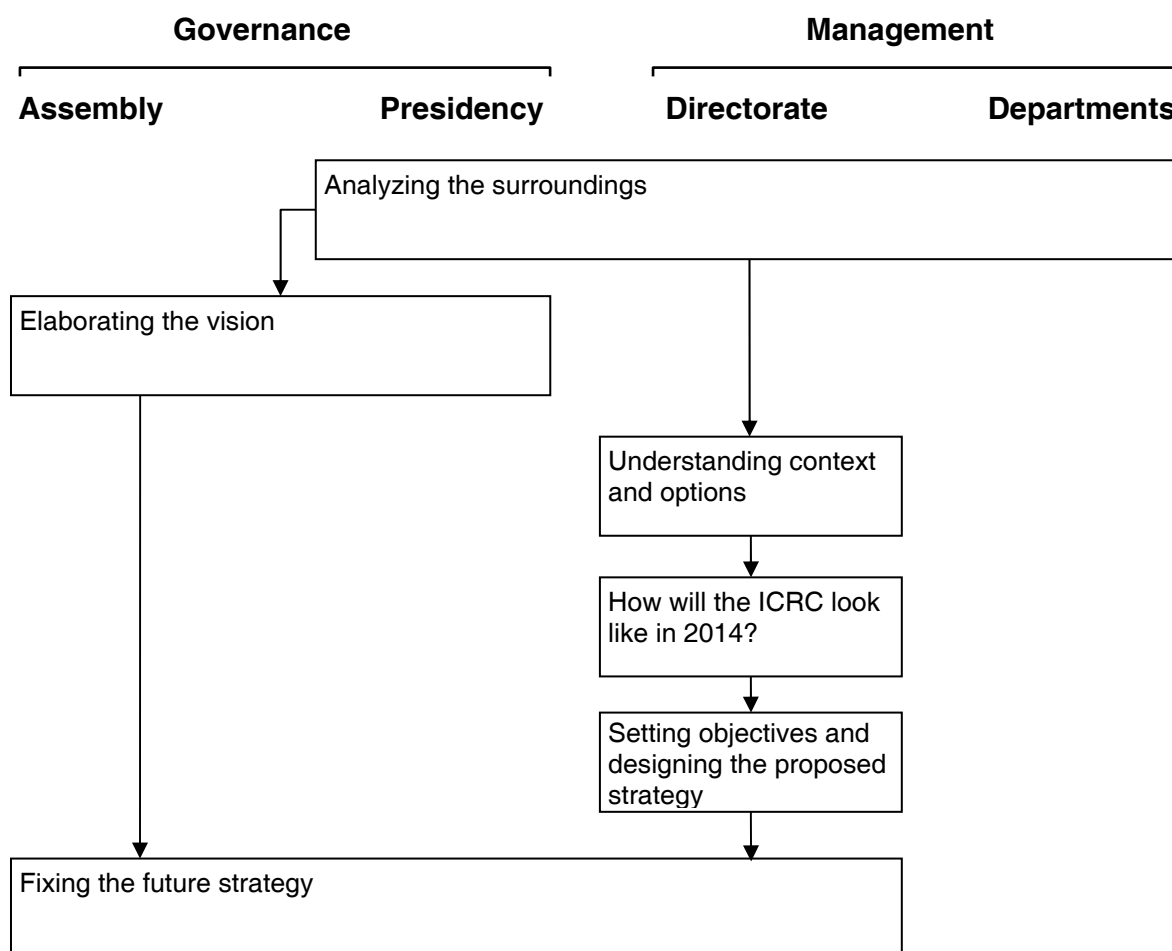 Governance
Management
Assembly
Presidency
Directorate
Departments
Analyzing the surroundings
Elaborating the vision
Understanding context
and options
How will the ICRC look
like in 2014?
Setting objectives and
designing the proposed
strategy
Fixing the future strategy